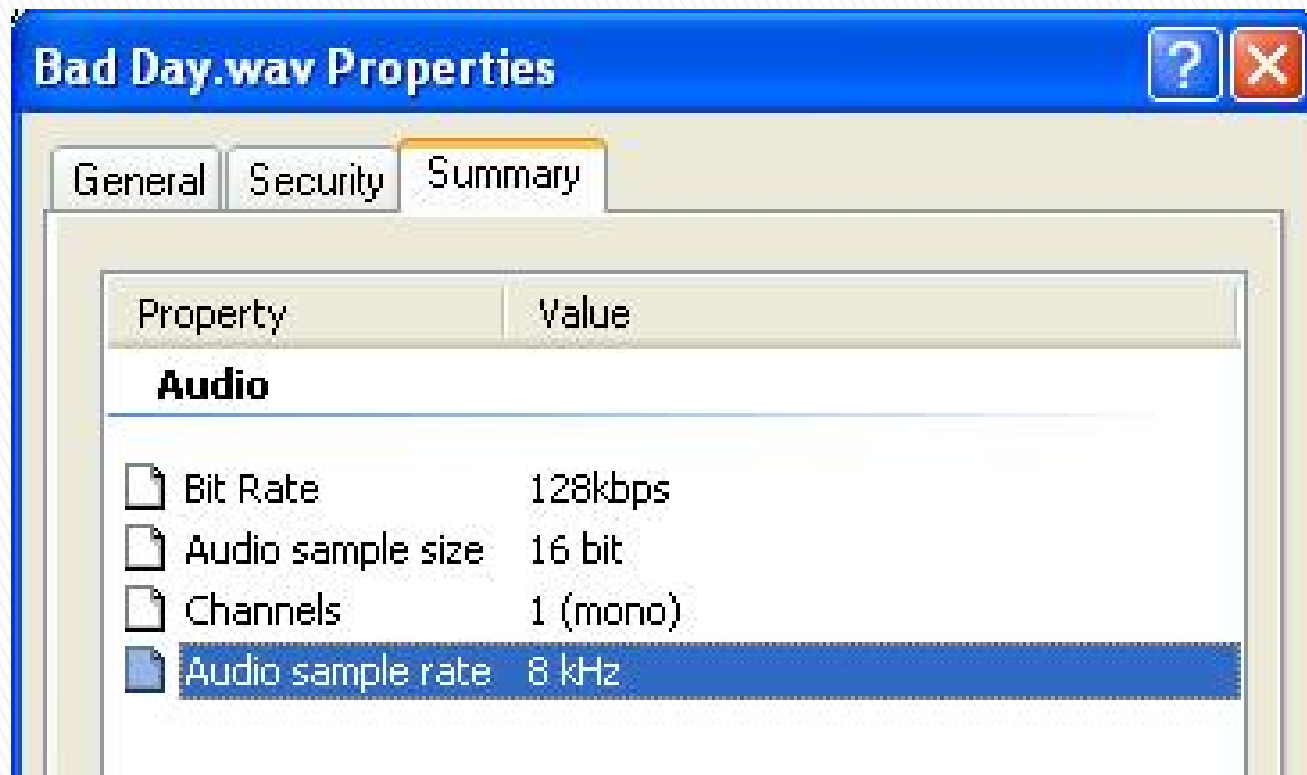 Bad Day.wav Properties ?
General Security Summary
Property Value
Audio
Bit Rate 128kbps
Audio sample size 16 bit
Channels 1 (mono)
Audio sample rate 8 kHz